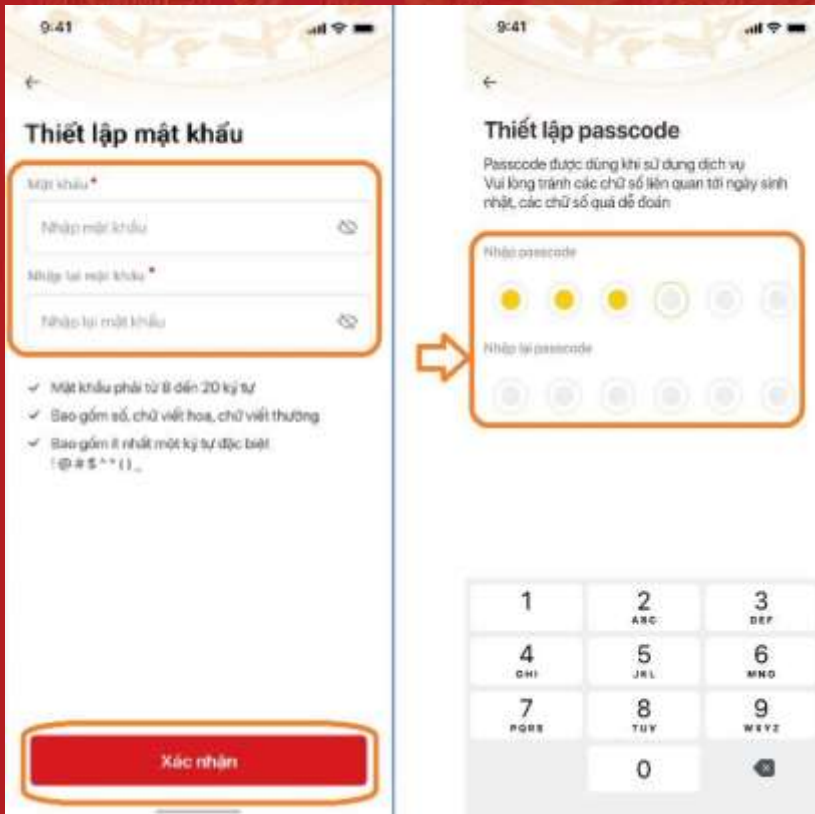 9:41
Thiết lập mật khẩu
Mật khẩu *
Nhập mật khẩu
Nhập lại mật khẩu *
Nhập lại mật khẩu
Mật khẩu phải từ 8 đến 20 ký tự
Bao gồm số, chữ viết hoa, chữ viết thường
Bao gồm ít nhất một ký tự đặc biệt
Xác nhận
9:41
Thiết lập passcode
Passcode được dùng khi sử dụng dịch vụ
Vui lòng tránh các chữ số liên quan tới ngày sinh
nhật, các chữ số quá dễ đoán
Nhập passcode
Nhập lại passcode
1
2
ABC
3
DEF
4
GHI
5
JKL
6
MNO
7
PQRS
8
TUV
9
WXYZ
0